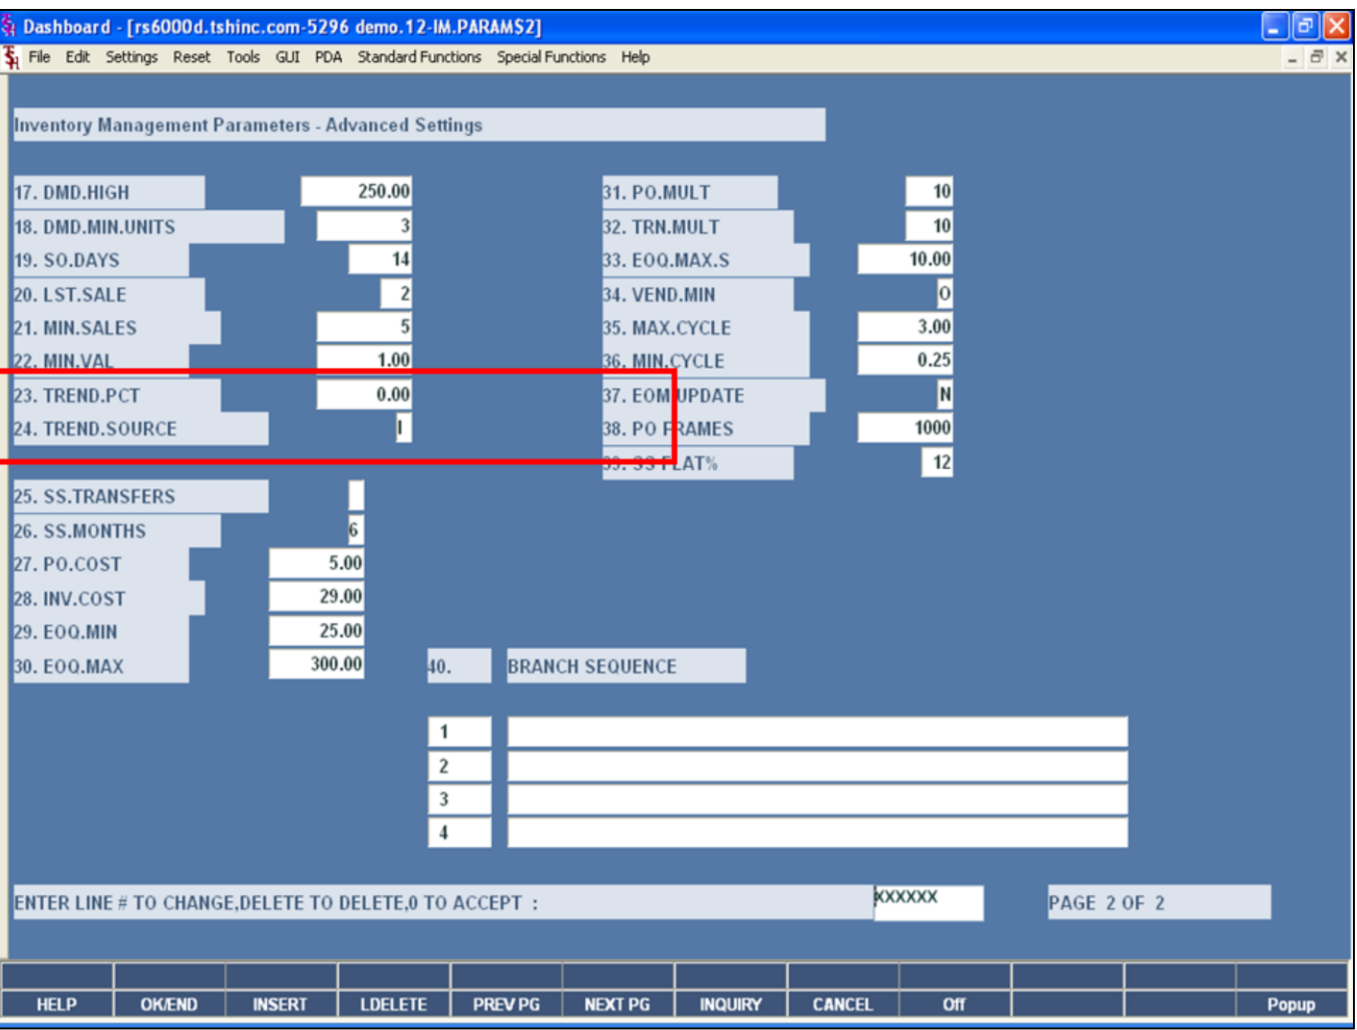 Dashboard - [rs6000d.tshinc.com-5296 demo.12-IM.PARAMS2]
File Edit Settings Reset Tools GUI PDA Standard Functions Special Functions Help
Inventory Management Parameters - Advanced Settings
17. DMD.HIGH 250.00 31. PO.MULT 10
18. DMD.MIN.UNITS 3 32. TRN.MULT 10
19. SO.DAYS 14 33. EOQ.MAX.S 10.00
20. LST.SALE 2 34. VEND.MIN O
21. MIN.SALES 5 35. MAX.CYCLE 3.00
22. MIN.VAL 1.00 36. MIN.CYCLE 0.25
23. TREND.PCT 0.00 37. EOM UPDATE N
24. TREND.SOURCE I 38. PO FRAMES 1000
39. SS FLAT% 12
25. SS.TRANSFERS
26. SS.MONTHS 6
27. PO.COST 5.00
28. INV.COST 29.00
29. EOQ.MIN 25.00
30. EOQ.MAX 300.00 40. BRANCH SEQUENCE
1
2
3
4
ENTER LINE # TO CHANGE,DELETE TO DELETE,0 TO ACCEPT : XXXXXX PAGE 2 OF 2
HELP OK/END INSERT LDELETE PREV PG NEXT PG INQUIRY CANCEL Off Popup